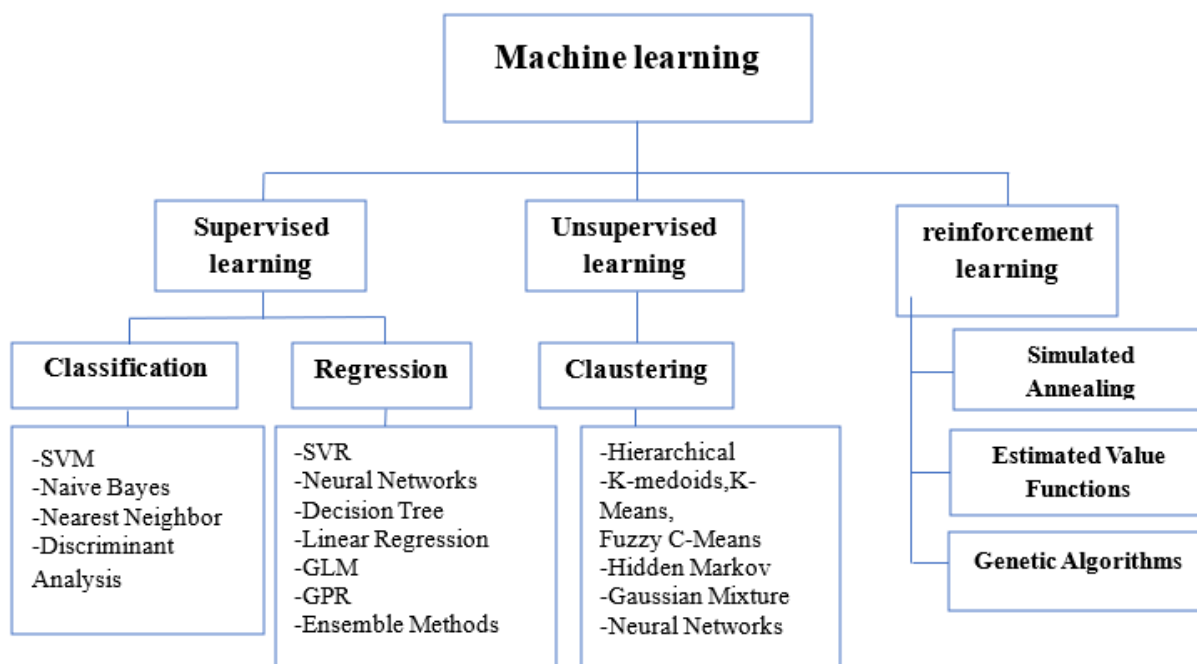 Machine learning
Supervised
learning
Unsupervised
learning
reinforcement
learning
Classification
Regression
Claustering
-SVM
-Naive Bayes
-Nearest Neighbor
-Discriminant
Analysis
-SVR
-Neural Networks
-Decision Tree
-Linear Regression
-GLM
-GPR
-Ensemble Methods
-Hierarchical
-K-medoids,K-
Means,
Fuzzy C-Means
-Hidden Markov
-Gaussian Mixture
-Neural Networks
Simulated
Annealing
Estimated Value
Functions
Genetic Algorithms